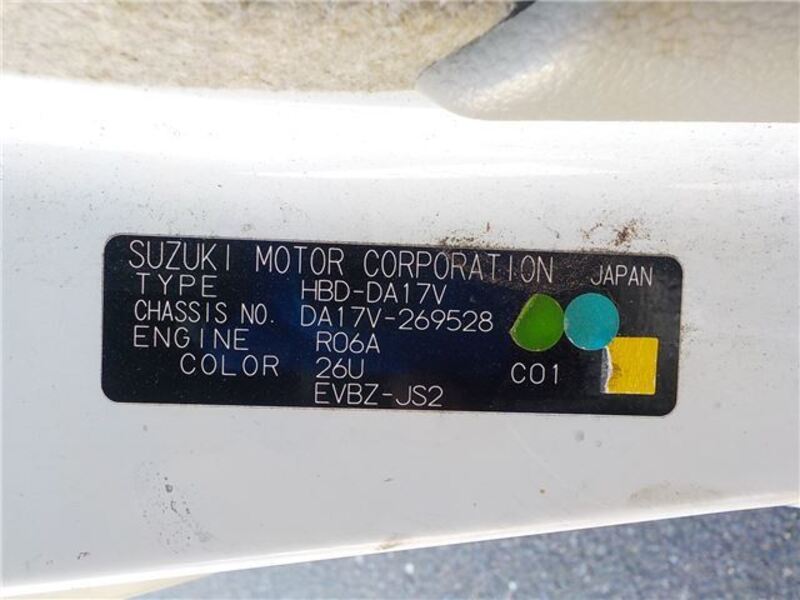 SUZUKI MOTOR CORPORATION JAPAN
TYPE HBD-DA17V
CHASSIS NO. DA17V-269528
ENGINE R06A
COLOR 26U C01
EVBZ-JS2